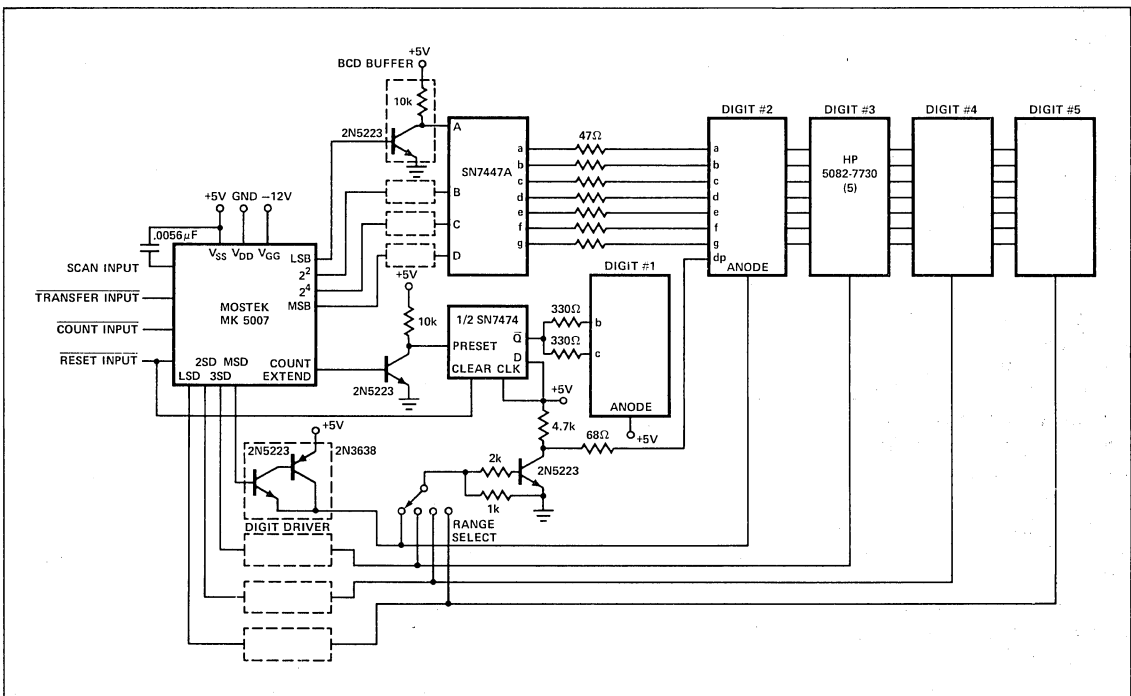 +5V
BCD BUFFER
10k
2N5223
A
B
C
D
SN7447A
a
b
c
d
e
f
g
47Ω
DIGIT #2
a
b
c
d
e
f
g
dp
ANODE
DIGIT #3
HP
5082-7730
(5)
DIGIT #4
DIGIT #5
+5V GND −12V
.0056μF
VSS VDD VGG
SCAN INPUT
TRANSFER INPUT
COUNT INPUT
RESET INPUT
MOSTEK
MK 5007
LSB
2²
2⁴
MSB
COUNT
EXTEND
2SD MSD
LSD 3SD
+5V
10k
2N5223
1/2 SN7474
PRESET
Q̅
D
CLEAR CLK
330Ω
330Ω
DIGIT #1
b
c
ANODE
+5V
+5V
4.7k
68Ω
2N5223
2k
1k
+5V
2N5223
2N3638
DIGIT DRIVER
RANGE
SELECT